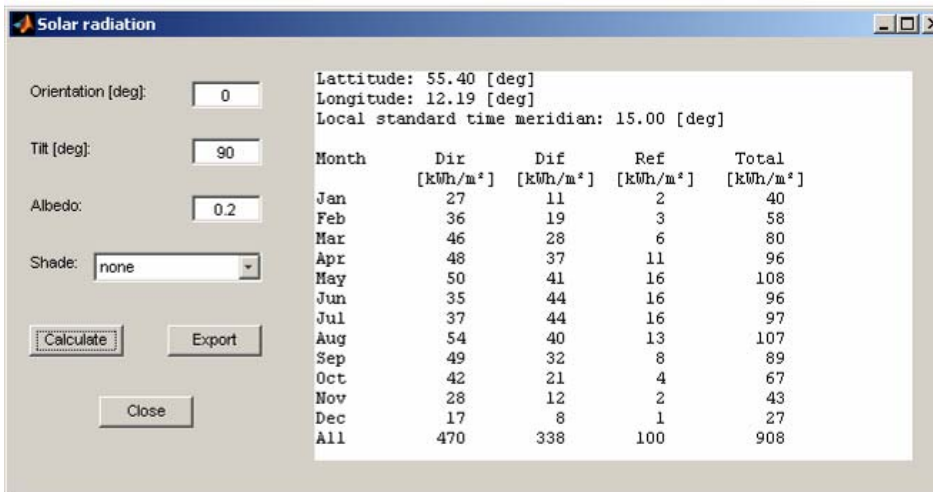 Solar radiation
Orientation [deg]: 0
Tilt [deg]: 90
Albedo: 0.2
Shade: none
Calculate Export
Close
Lattitude: 55.40 [deg]
Longitude: 12.19 [deg]
Local standard time meridian: 15.00 [deg]
Month Dir Dif Ref Total
[kWh/m²] [kWh/m²] [kWh/m²] [kWh/m²]
Jan 27 11 2 40
Feb 36 19 3 58
Mar 46 28 6 80
Apr 48 37 11 96
May 50 41 16 108
Jun 35 44 16 96
Jul 37 44 16 97
Aug 54 40 13 107
Sep 49 32 8 89
Oct 42 21 4 67
Nov 28 12 2 43
Dec 17 8 1 27
All 470 338 100 908